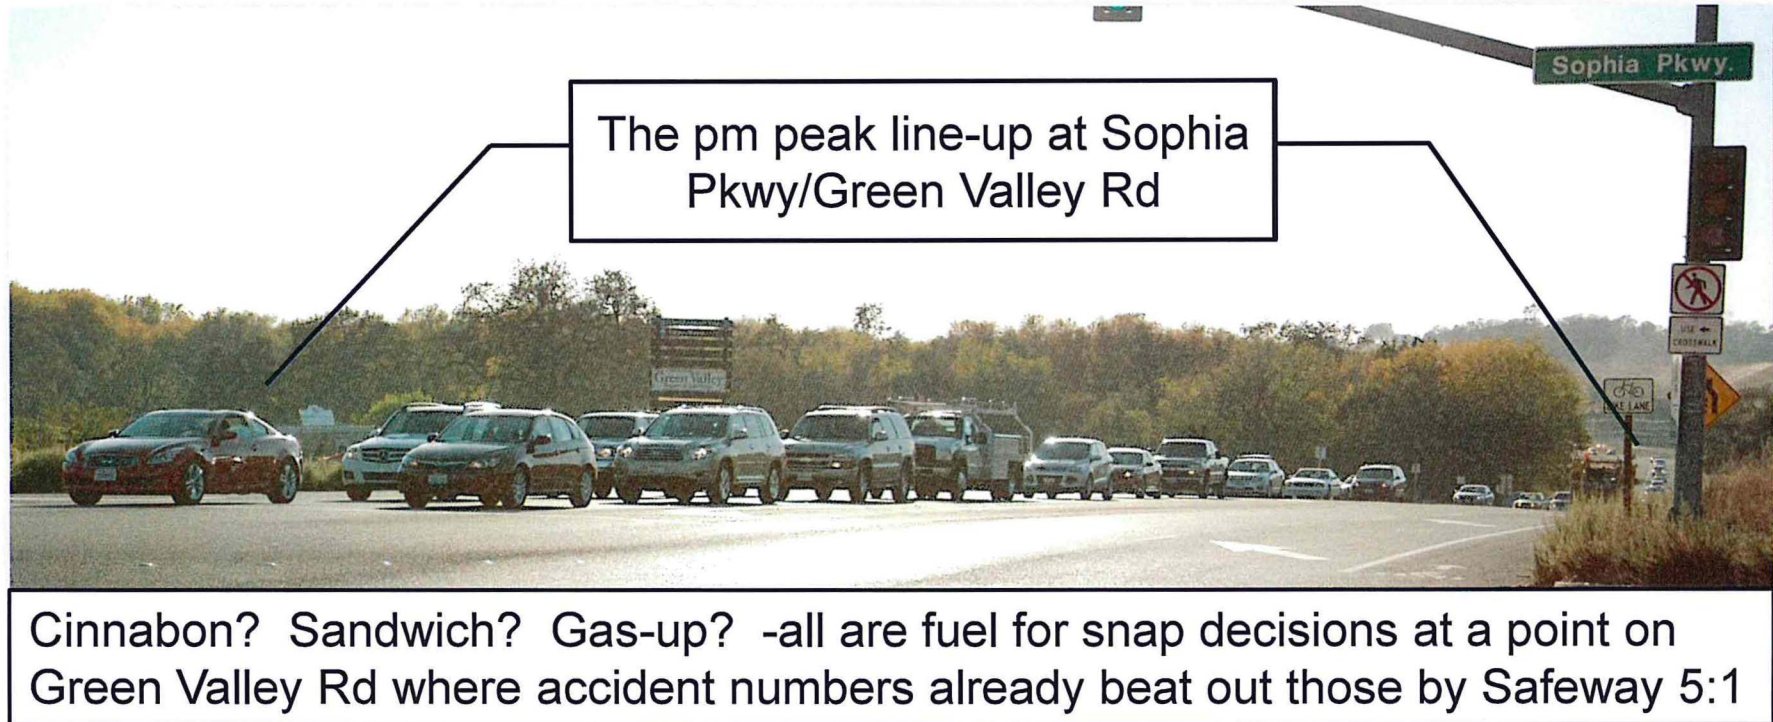 Sophia Pkwy.
The pm peak line-up at Sophia
Pkwy/Green Valley Rd
Green Valley
USE ←
CROSSWALK
BIKE LANE
Cinnabon?  Sandwich?  Gas-up?  -all are fuel for snap decisions at a point on
Green Valley Rd where accident numbers already beat out those by Safeway 5:1